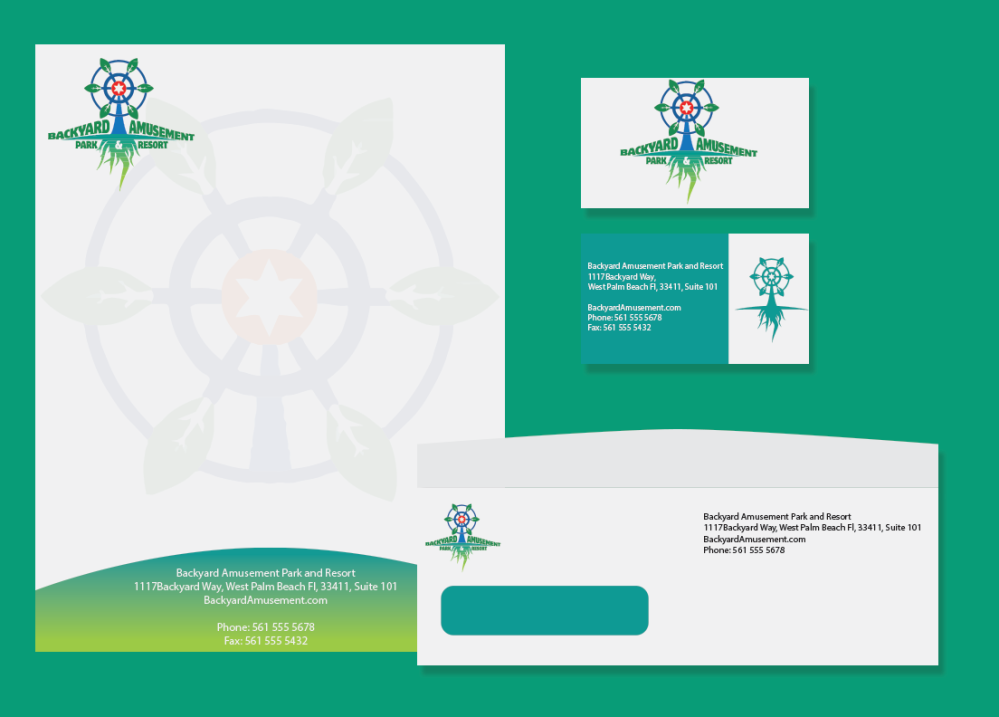 BACKYARD AMUSEMENT
PARK & RESORT
Backyard Amusement Park and Resort
1117Backyard Way, West Palm Beach Fl, 33411, Suite 101
BackyardAmusement.com
Phone: 561 555 5678
Fax: 561 555 5432
BACKYARD AMUSEMENT
PARK & RESORT
Backyard Amusement Park and Resort
1117Backyard Way,
West Palm Beach Fl, 33411, Suite 101
BackyardAmusement.com
Phone: 561 555 5678
Fax: 561 555 5432
BACKYARD AMUSEMENT
PARK & RESORT
Backyard Amusement Park and Resort
1117Backyard Way, West Palm Beach Fl, 33411, Suite 101
BackyardAmusement.com
Phone: 561 555 5678